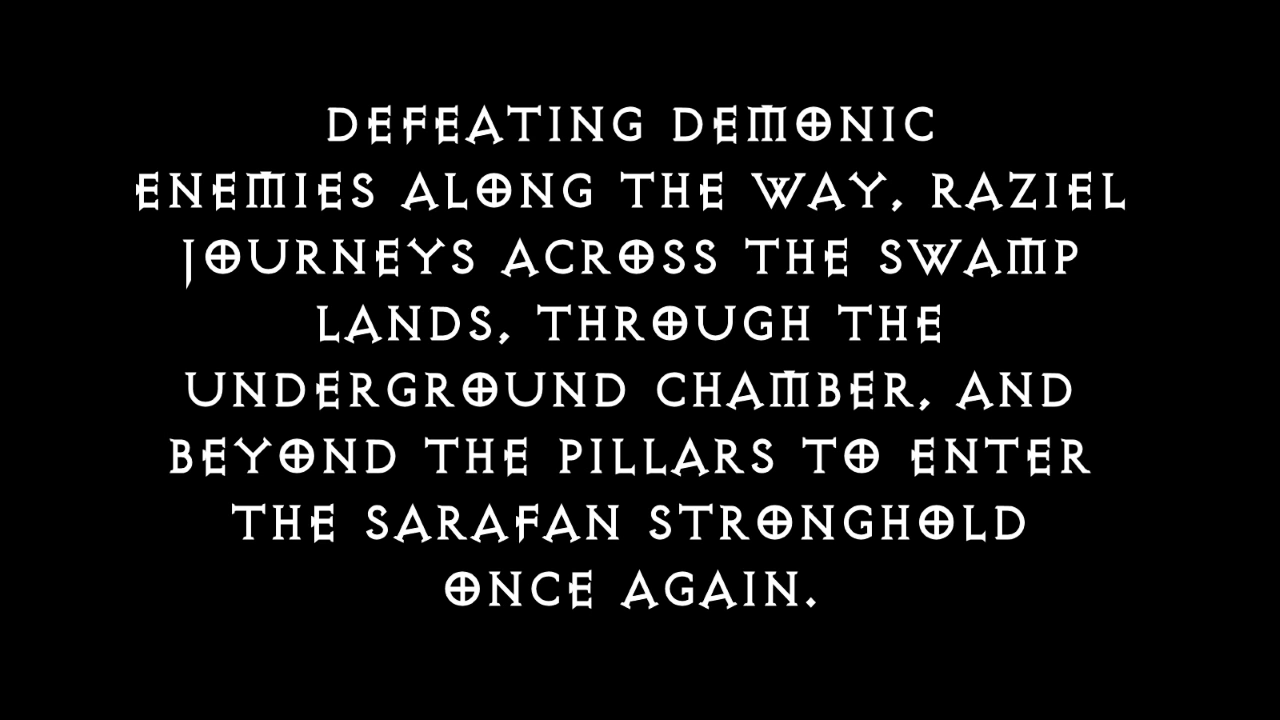 DEFEATING DEMONIC
ENEMIES ALONG THE WAY, RAZIEL
JOURNEYS ACROSS THE SWAMP
LANDS, THROUGH THE
UNDERGROUND CHAMBER, AND
BEYOND THE PILLARS TO ENTER
THE SARAFAN STRONGHOLD
ONCE AGAIN.